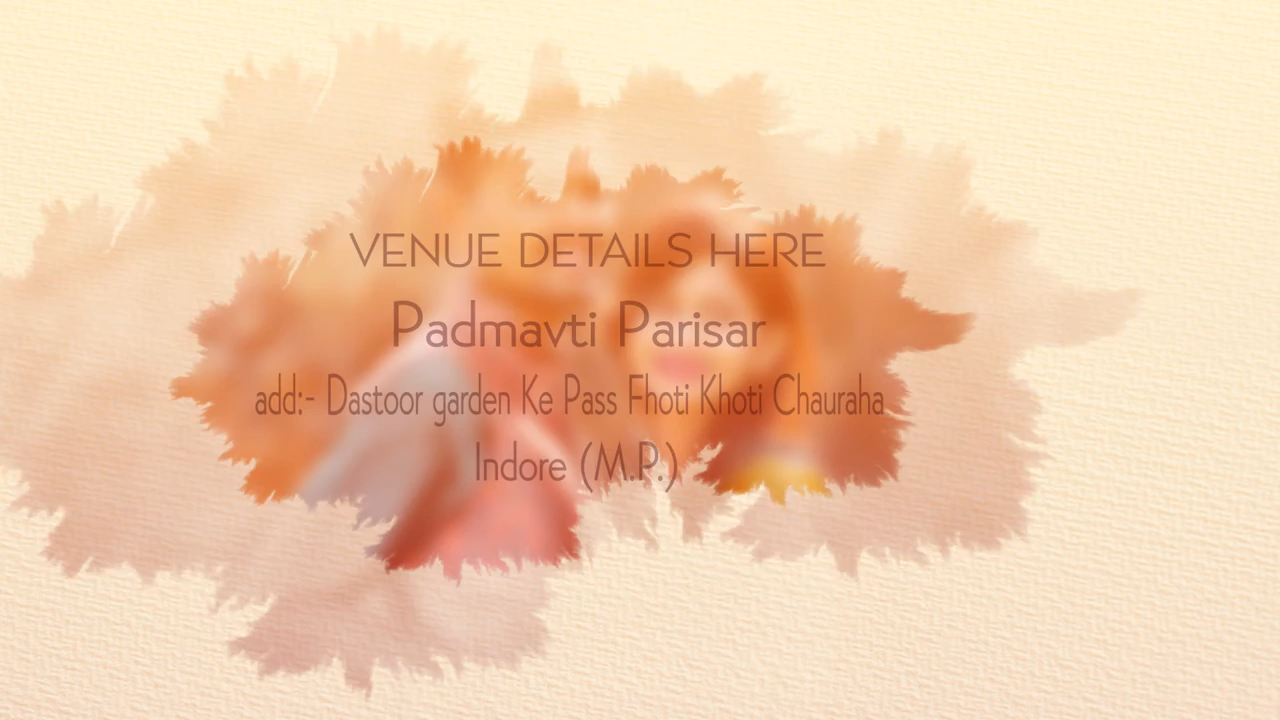 VENUE DETAILS HERE
Padmavti Parisar
add:- Dastoor garden Ke Pass Fhoti Khoti Chauraha
Indore (M.P.)